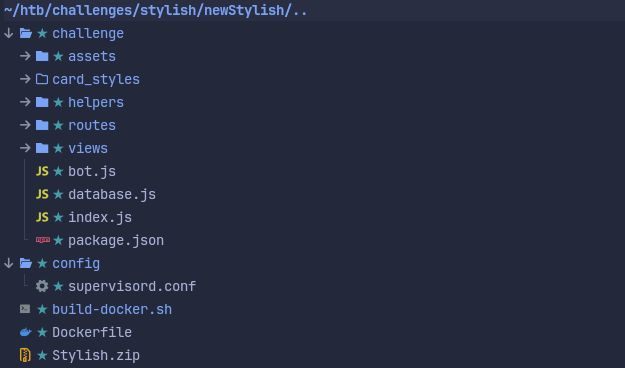 ~/htb/challenges/stylish/newStylish/..
challenge
assets
card_styles
helpers
routes
views
JS bot.js
JS database.js
JS index.js
package.json
config
supervisord.conf
build-docker.sh
Dockerfile
Stylish.zip